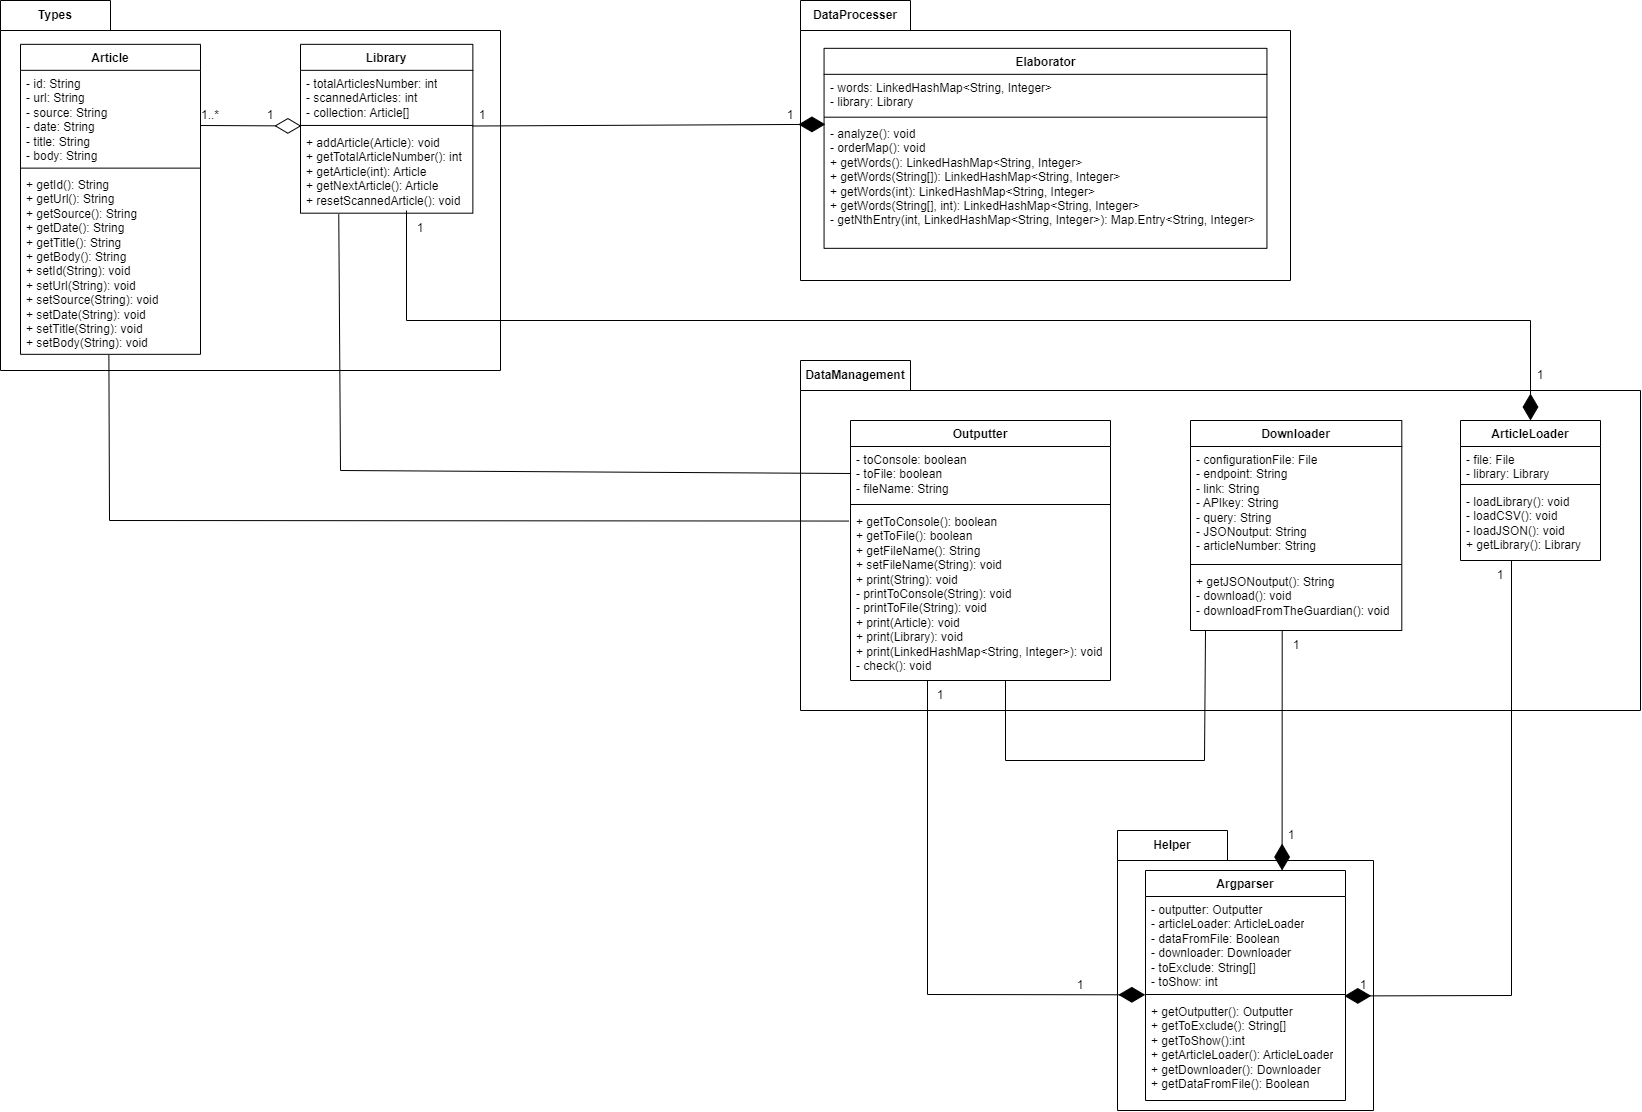 Types
Article
- id: String
- url: String
- source: String
- date: String
- title: String
- body: String
+ getId(): String
+ getUrl(): String
+ getSource(): String
+ getDate(): String
+ getTitle(): String
+ getBody(): String
+ setId(String): void
+ setUrl(String): void
+ setSource(String): void
+ setDate(String): void
+ setTitle(String): void
+ setBody(String): void
1..*
1
Library
- totalArticlesNumber: int
- scannedArticles: int
- collection: Article[]
+ addArticle(Article): void
+ getTotalArticleNumber(): int
+ getArticle(int): Article
+ getNextArticle(): Article
+ resetScannedArticle(): void
1
1
1
DataProcesser
Elaborator
- words: LinkedHashMap<String, Integer>
- library: Library
- analyze(): void
- orderMap(): void
+ getWords(): LinkedHashMap<String, Integer>
+ getWords(String[]): LinkedHashMap<String, Integer>
+ getWords(int): LinkedHashMap<String, Integer>
+ getWords(String[], int): LinkedHashMap<String, Integer>
- getNthEntry(int, LinkedHashMap<String, Integer>): Map.Entry<String, Integer>
DataManagement
1
Outputter
- toConsole: boolean
- toFile: boolean
- fileName: String
+ getToConsole(): boolean
+ getToFile(): boolean
+ getFileName(): String
+ setFileName(String): void
+ print(String): void
- printToConsole(String): void
- printToFile(String): void
+ print(Article): void
+ print(Library): void
+ print(LinkedHashMap<String, Integer>): void
- check(): void
1
Downloader
- configurationFile: File
- endpoint: String
- link: String
- APIkey: String
- query: String
- JSONoutput: String
- articleNumber: String
+ getJSONoutput(): String
- download(): void
- downloadFromTheGuardian(): void
1
ArticleLoader
- file: File
- library: Library
- loadLibrary(): void
- loadCSV(): void
- loadJSON(): void
+ getLibrary(): Library
1
Helper
1
Argparser
- outputter: Outputter
- articleLoader: ArticleLoader
- dataFromFile: Boolean
- downloader: Downloader
- toExclude: String[]
- toShow: int
+ getOutputter(): Outputter
+ getToExclude(): String[]
+ getToShow():int
+ getArticleLoader(): ArticleLoader
+ getDownloader(): Downloader
+ getDataFromFile(): Boolean
1
1